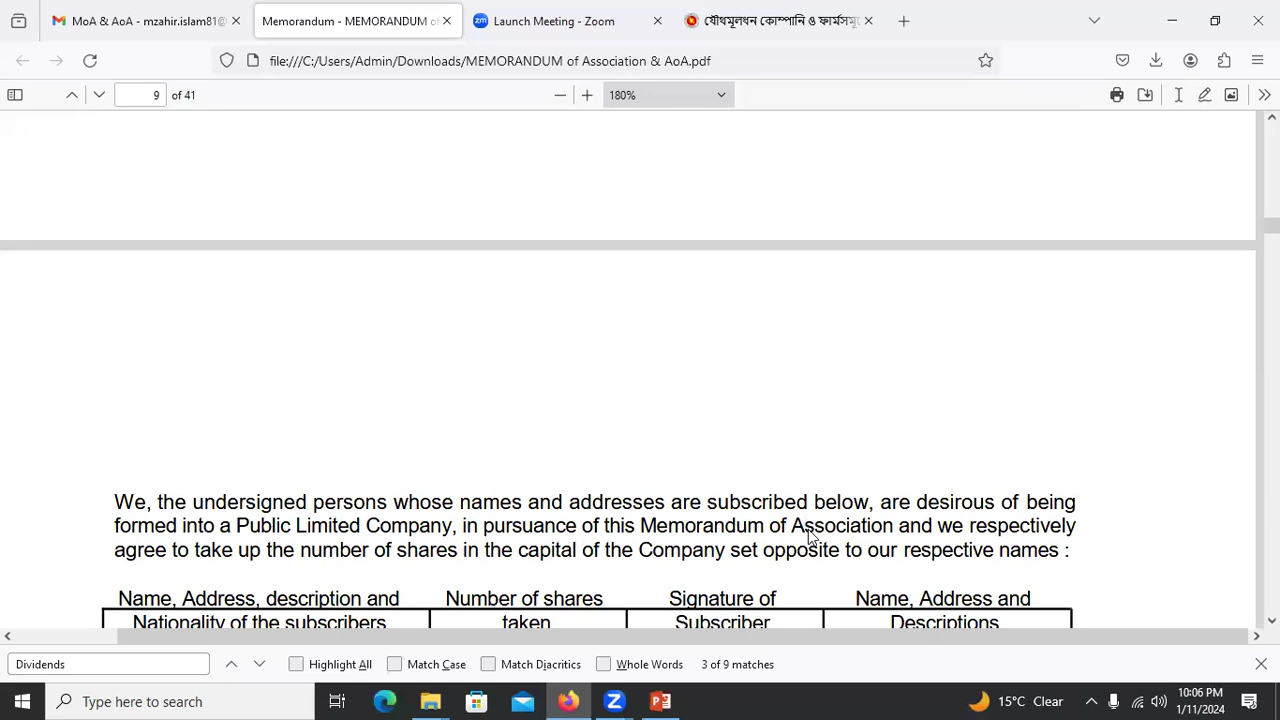 MoA & AoA - mzahir.islam81@
Memorandum - MEMORANDUM of
Launch Meeting - Zoom
যৌথমূলধন কোম্পানি ও ফার্মসমূ
file:///C:/Users/Admin/Downloads/MEMORANDUM of Association & AoA.pdf
9 of 41
180%
We, the undersigned persons whose names and addresses are subscribed below, are desirous of being
formed into a Public Limited Company, in pursuance of this Memorandum of Association and we respectively
agree to take up the number of shares in the capital of the Company set opposite to our respective names :
Name, Address, description and Number of shares Signature of Name, Address and
Nationality of the subscribers taken Subscriber Descriptions
Dividends Highlight All Match Case Match Diacritics Whole Words 3 of 9 matches
Type here to search
15°C Clear
10:06 PM
1/11/2024